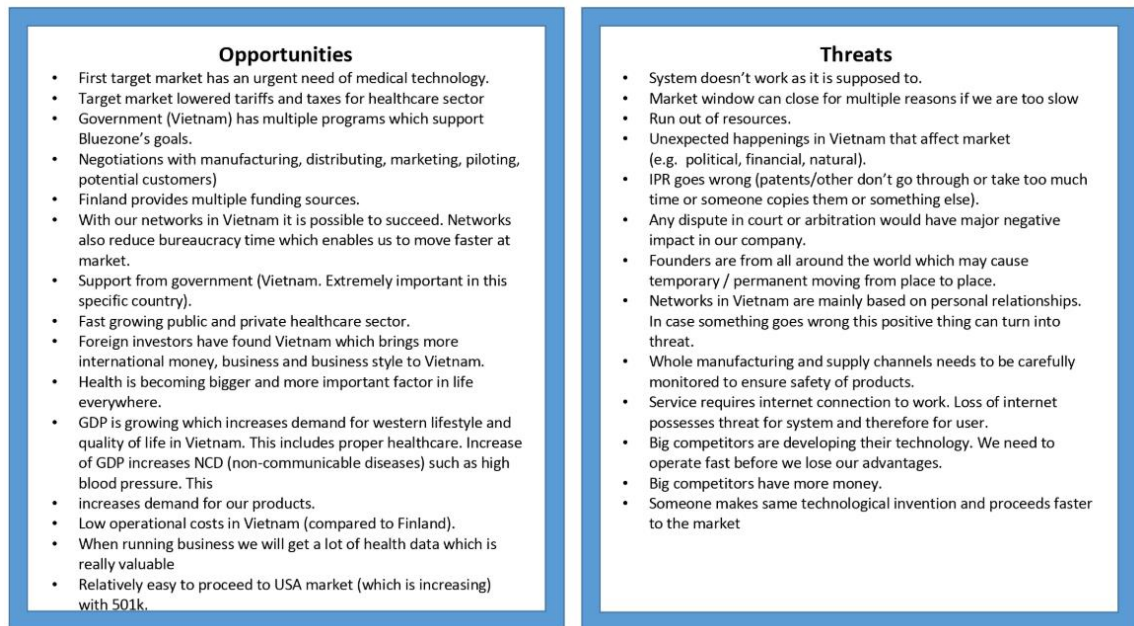 Opportunities
• First target market has an urgent need of medical technology.
• Target market lowered tariffs and taxes for healthcare sector
• Government (Vietnam) has multiple programs which support
Bluezone’s goals.
• Negotiations with manufacturing, distributing, marketing, piloting,
potential customers)
• Finland provides multiple funding sources.
• With our networks in Vietnam it is possible to succeed. Networks
also reduce bureaucracy time which enables us to move faster at
market.
• Support from government (Vietnam. Extremely important in this
specific country).
• Fast growing public and private healthcare sector.
• Foreign investors have found Vietnam which brings more
international money, business and business style to Vietnam.
• Health is becoming bigger and more important factor in life
everywhere.
• GDP is growing which increases demand for western lifestyle and
quality of life in Vietnam. This includes proper healthcare. Increase
of GDP increases NCD (non-communicable diseases) such as high
blood pressure. This
• increases demand for our products.
• Low operational costs in Vietnam (compared to Finland).
• When running business we will get a lot of health data which is
really valuable
• Relatively easy to proceed to USA market (which is increasing)
with 501k.
Threats
• System doesn’t work as it is supposed to.
• Market window can close for multiple reasons if we are too slow
• Run out of resources.
• Unexpected happenings in Vietnam that affect market
(e.g. political, financial, natural).
• IPR goes wrong (patents/other don’t go through or take too much
time or someone copies them or something else).
• Any dispute in court or arbitration would have major negative
impact in our company.
• Founders are from all around the world which may cause
temporary / permanent moving from place to place.
• Networks in Vietnam are mainly based on personal relationships.
In case something goes wrong this positive thing can turn into
threat.
• Whole manufacturing and supply channels needs to be carefully
monitored to ensure safety of products.
• Service requires internet connection to work. Loss of internet
possesses threat for system and therefore for user.
• Big competitors are developing their technology. We need to
operate fast before we lose our advantages.
• Big competitors have more money.
• Someone makes same technological invention and proceeds faster
to the market